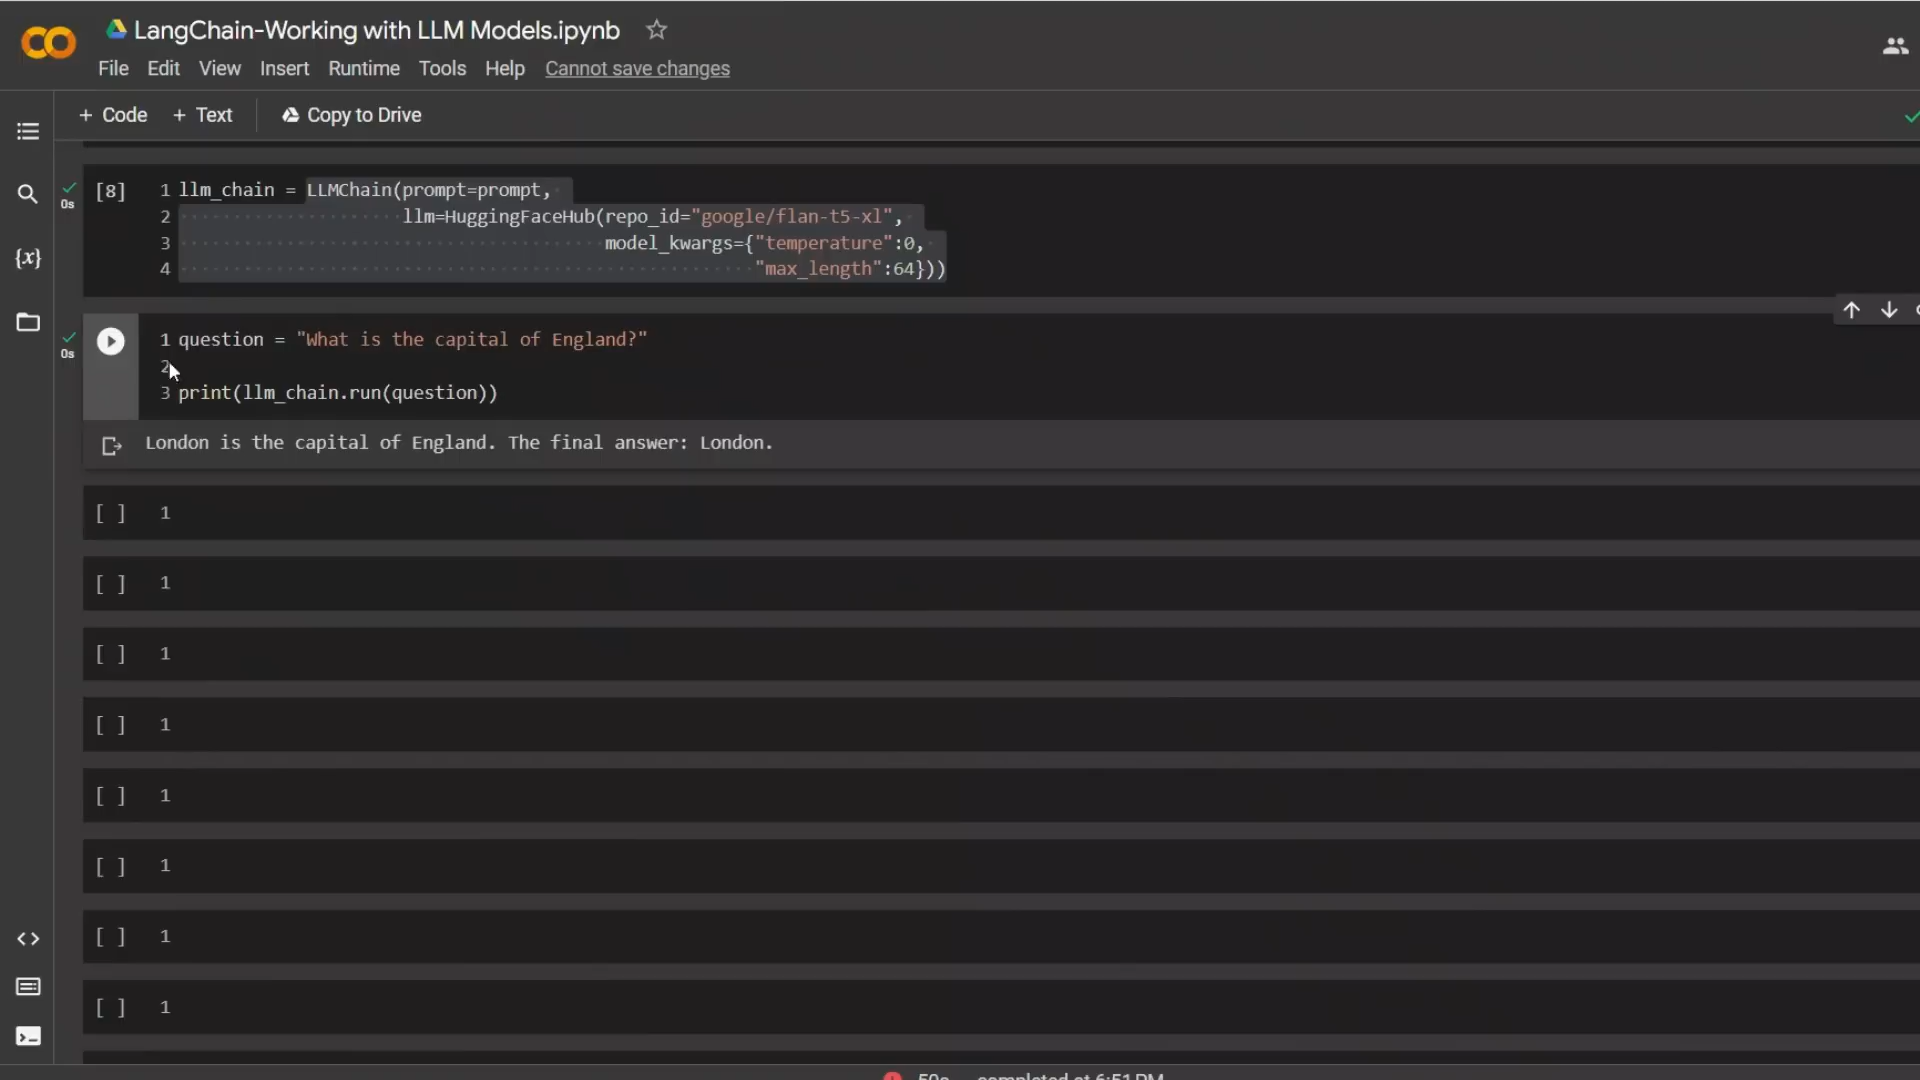 LangChain-Working with LLM Models.ipynb
File Edit View Insert Runtime Tools Help Cannot save changes
+ Code + Text Copy to Drive
[8] 1 llm_chain = LLMChain(prompt=prompt,
0s
2 llm=HuggingFaceHub(repo_id="google/flan-t5-xl",
{x} 3 model_kwargs={"temperature":0,
4 "max_length":64}))
1 question = "What is the capital of England?"
0s
2
3 print(llm_chain.run(question))
London is the capital of England. The final answer: London.
[ ] 1
[ ] 1
[ ] 1
[ ] 1
[ ] 1
[ ] 1
[ ] 1
[ ] 1
completed at 6:51 PM